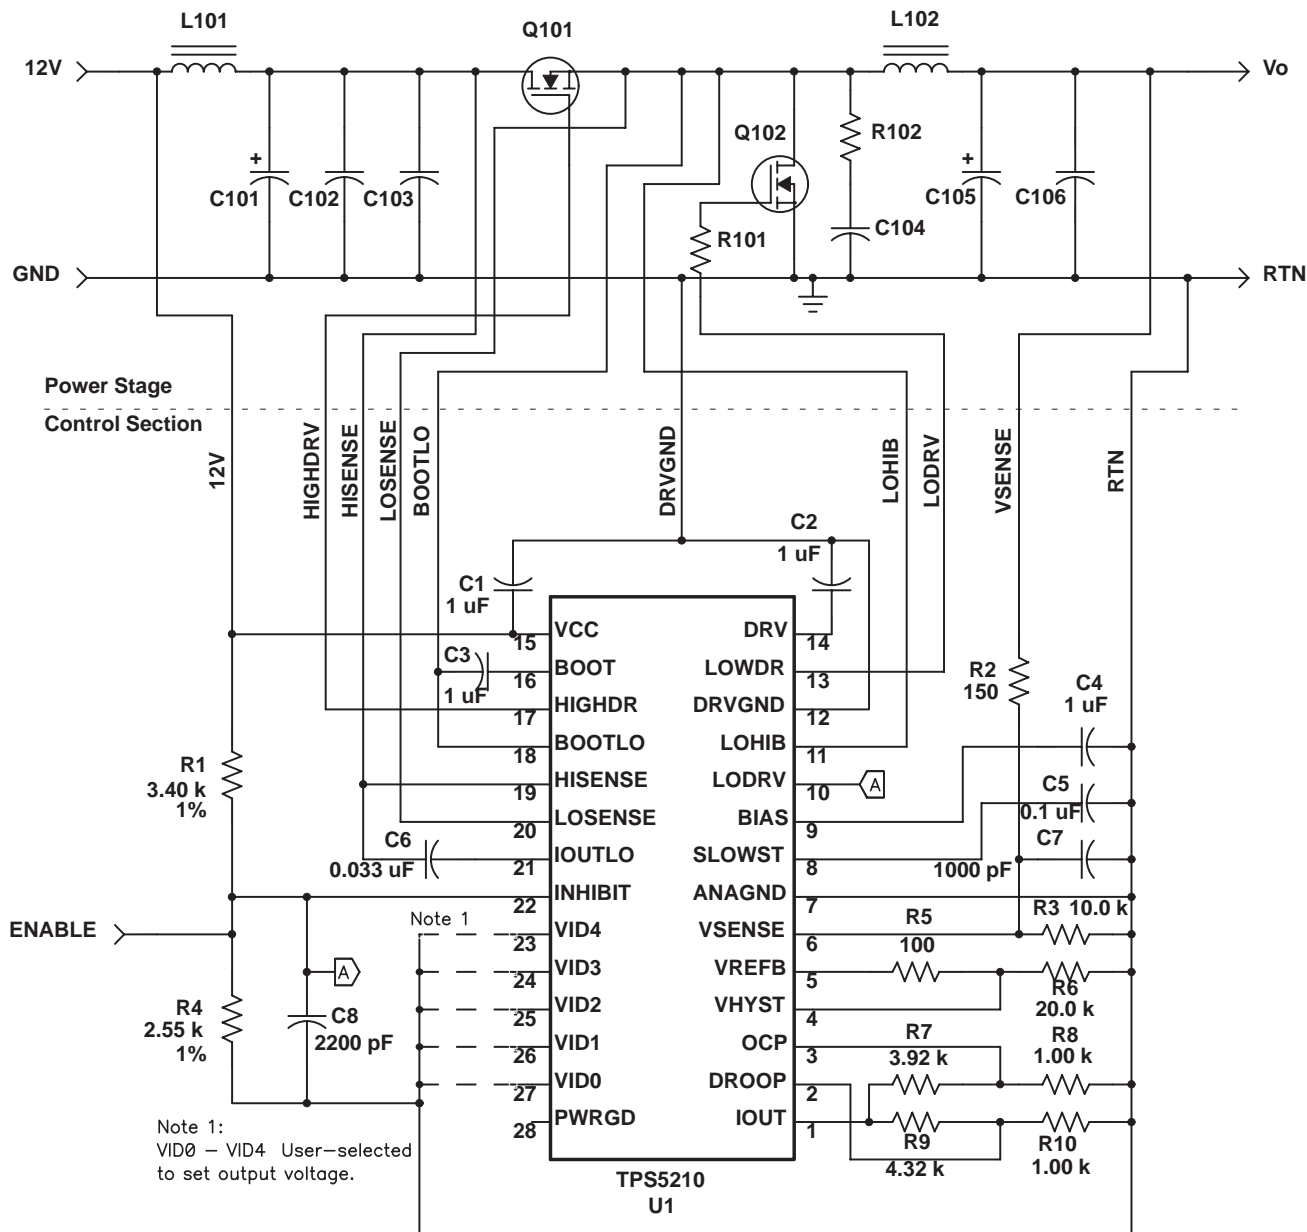 L101
Q101
L102
12V
Vo
Q102
R102
+
C101
C102
C103
+
C105
C106
R101
C104
GND
RTN
Power Stage
Control Section
12V
HIGHDRV
HISENSE
LOSENSE
BOOTLO
DRVGND
LOHIB
LODRV
VSENSE
RTN
C2
1 uF
C1
1 uF
VCC
15
DRV
14
C3
1 uF
BOOT
16
LOWDR
13
R2
150
C4
1 uF
HIGHDR
17
DRVGND
12
BOOTLO
18
LOHIB
11
R1
3.40 k
1%
HISENSE
19
LODRV
10
A
C5
0.1 uF
LOSENSE
20
BIAS
9
C6
0.033 uF
IOUTLO
21
SLOWST
8
C7
1000 pF
INHIBIT
22
ANAGND
7
ENABLE
Note 1
VID4
23
VSENSE
6
R5
100
R3 10.0 k
A
VID3
24
VREFB
5
R6
20.0 k
R4
2.55 k
1%
C8
2200 pF
VID2
25
VHYST
4
VID1
26
OCP
3
R7
3.92 k
R8
1.00 k
VID0
27
DROOP
2
PWRGD
28
IOUT
1
R9
4.32 k
R10
1.00 k
Note 1:
VID0 – VID4 User–selected
to set output voltage.
TPS5210
U1